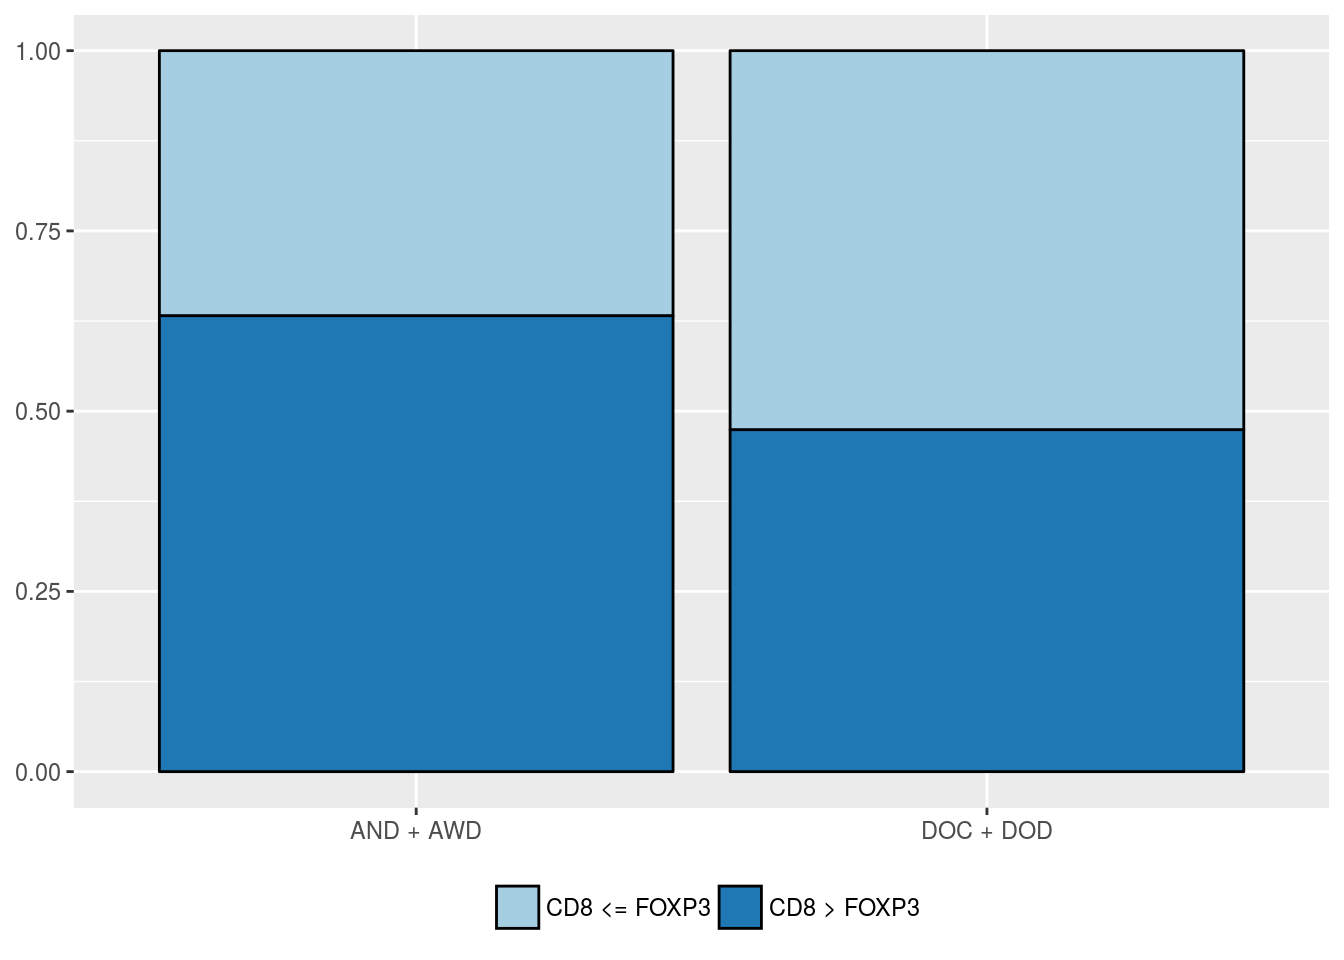 1.00
0.75
0.50
0.25
0.00
AND + AWD DOC + DOD
CD8 <= FOXP3 CD8 > FOXP3